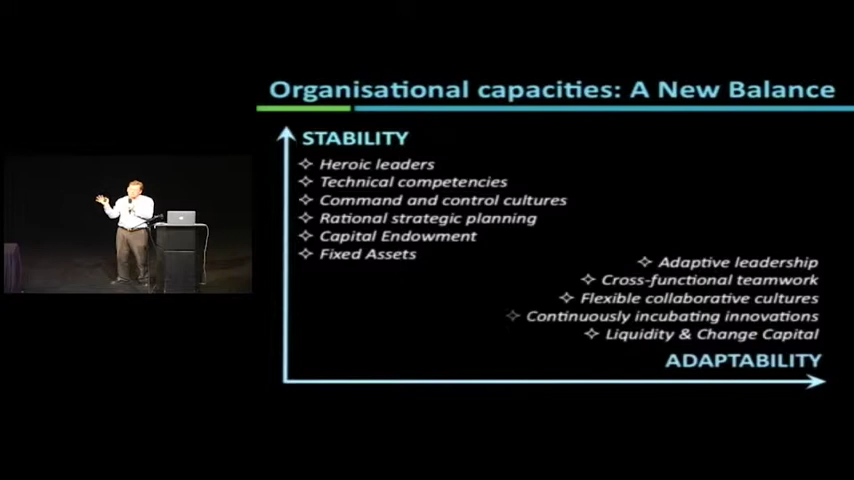 Organisational capacities: A New Balance
STABILITY
Heroic leaders
Technical competencies
Command and control cultures
Rational strategic planning
Capital Endowment
Fixed Assets
Adaptive leadership
Cross-functional teamwork
Flexible collaborative cultures
Continuously incubating innovations
Liquidity & Change Capital
ADAPTABILITY